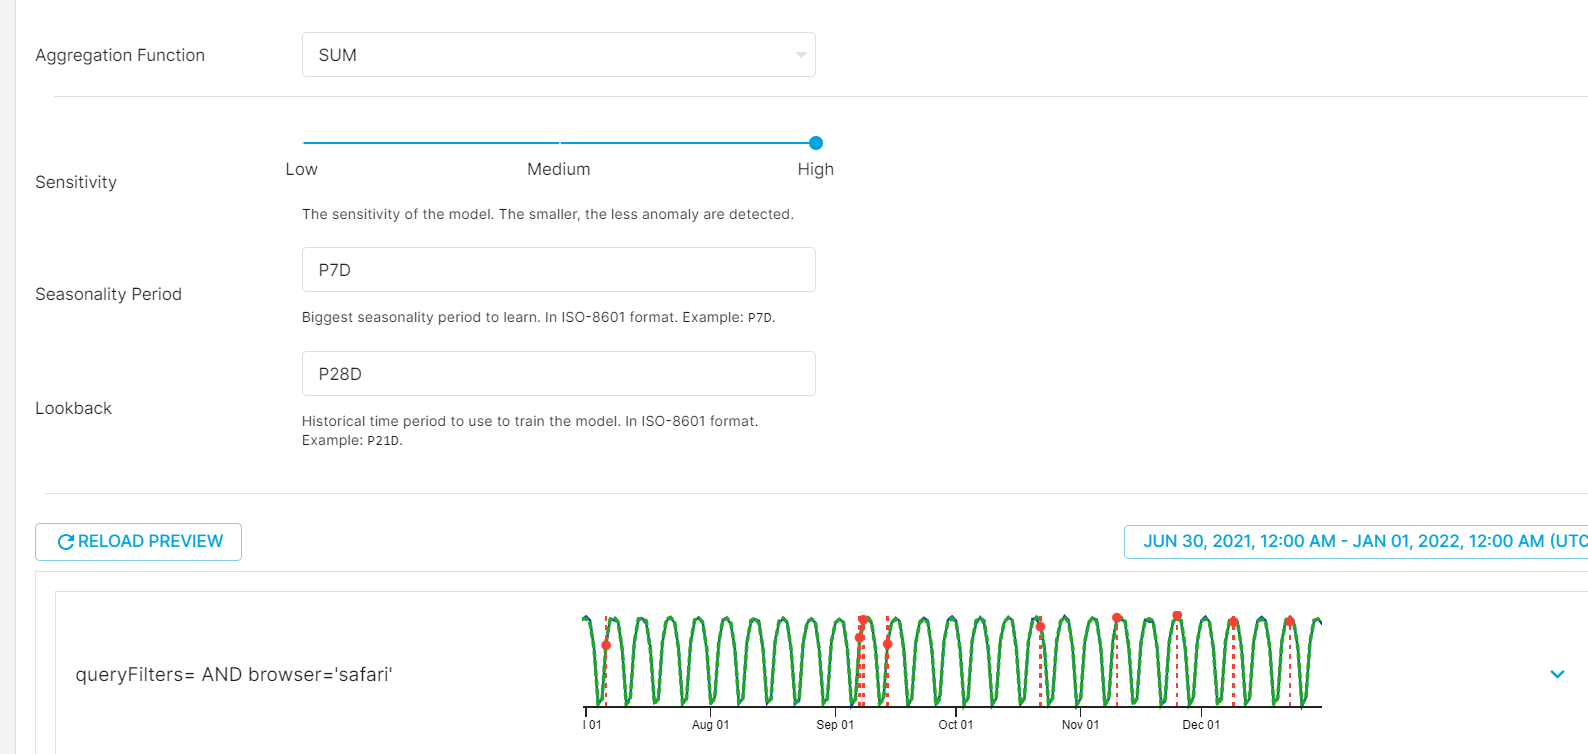 Aggregation Function
SUM
Low
Medium
High
Sensitivity
The sensitivity of the model. The smaller, the less anomaly are detected.
P7D
Seasonality Period
Biggest seasonality period to learn. In ISO-8601 format. Example: P7D.
P28D
Lookback
Historical time period to use to train the model. In ISO-8601 format.
Example: P21D.
RELOAD PREVIEW
JUN 30, 2021, 12:00 AM - JAN 01, 2022, 12:00 AM (UTC
queryFilters= AND browser='safari'
l 01
Aug 01
Sep 01
Oct 01
Nov 01
Dec 01